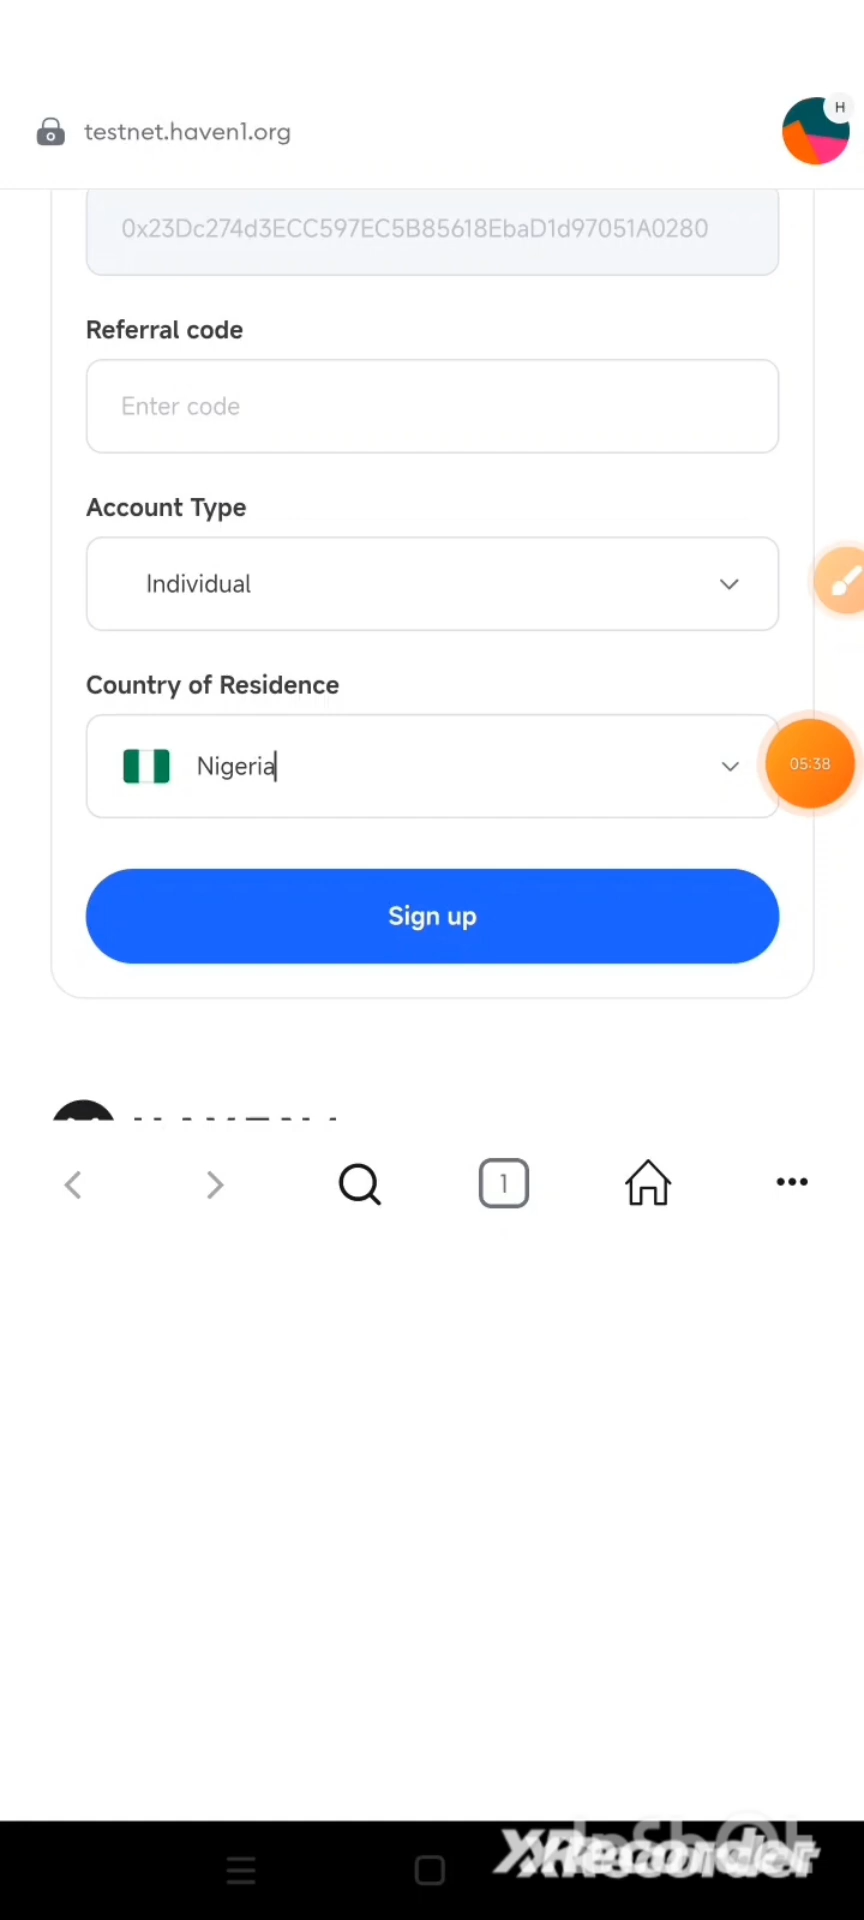 testnet.haven1.org
H
0x23Dc274d3ECC597EC5B85618EbaD1d97051A0280
Referral code
Enter code
Account Type
Individual
Country of Residence
Nigeria
05:38
Sign up
1
XRecorder